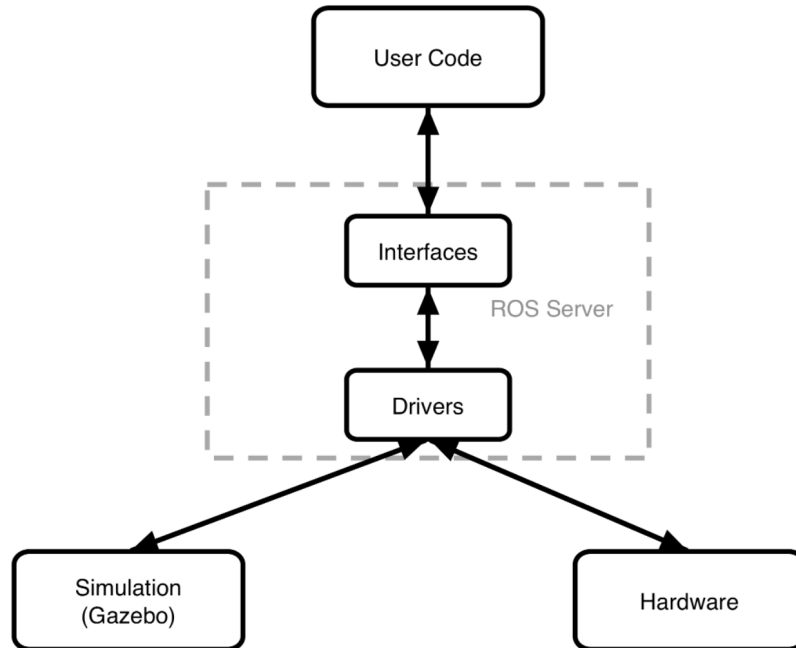 User Code
Interfaces
ROS Server
Drivers
Simulation
(Gazebo)
Hardware